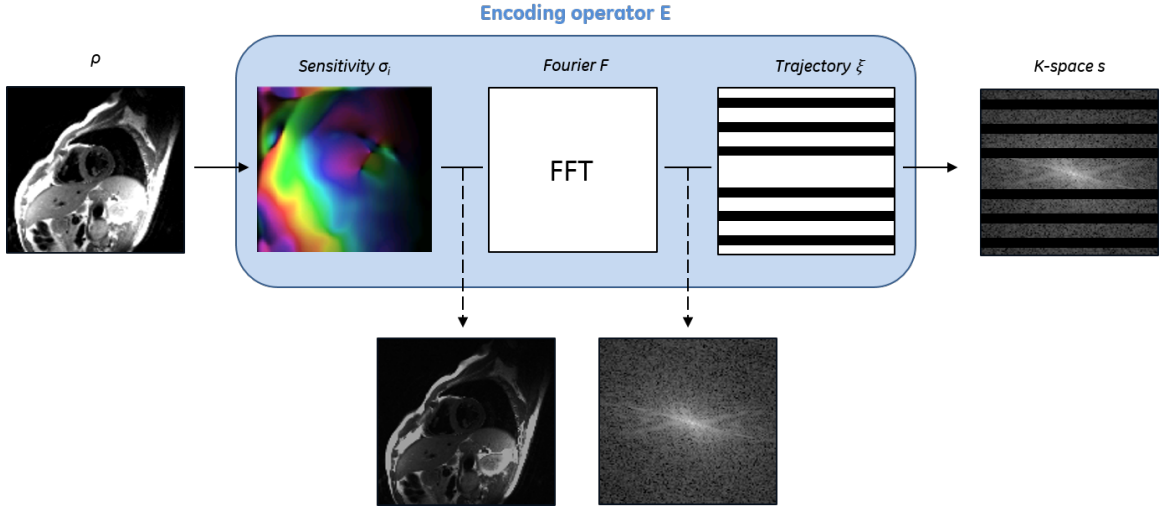 Encoding operator E
ρ
Sensitivity σᵢ
Fourier F
Trajectory ξ
K-space s
FFT